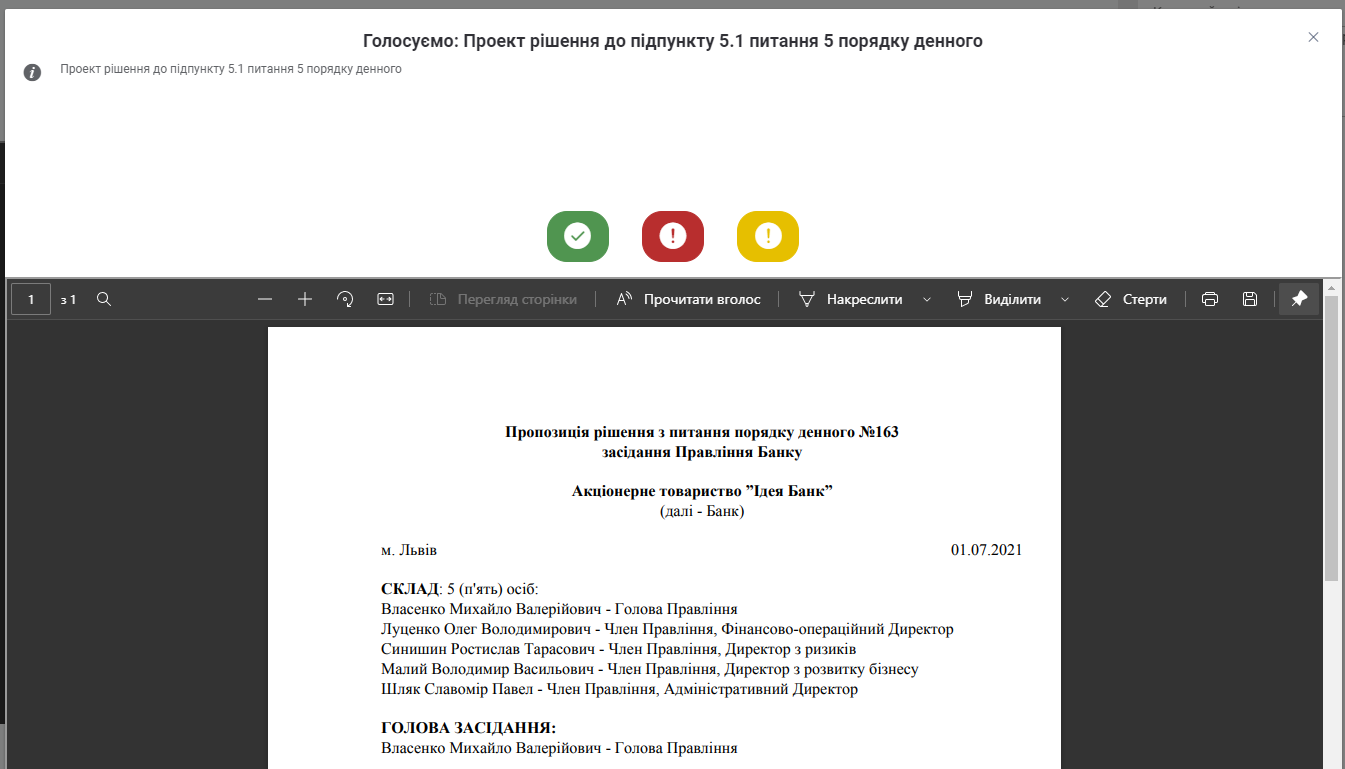 Голосуємо: Проект рішення до підпункту 5.1 питання 5 порядку денного
Проект рішення до підпункту 5.1 питання 5 порядку денного
1 з 1 Перегляд сторінки Прочитати вголос Накреслити Виділити Стерти
Пропозиція рішення з питання порядку денного №163
засідання Правління Банку
Акціонерне товариство ”Ідея Банк”
(далі - Банк)
м. Львів 01.07.2021
СКЛАД: 5 (п'ять) осіб:
Власенко Михайло Валерійович - Голова Правління
Луценко Олег Володимирович - Член Правління, Фінансово-операційний Директор
Синишин Ростислав Тарасович - Член Правління, Директор з ризиків
Малий Володимир Васильович - Член Правління, Директор з розвитку бізнесу
Шляк Славомір Павел - Член Правління, Адміністративний Директор
ГОЛОВА ЗАСІДАННЯ:
Власенко Михайло Валерійович - Голова Правління